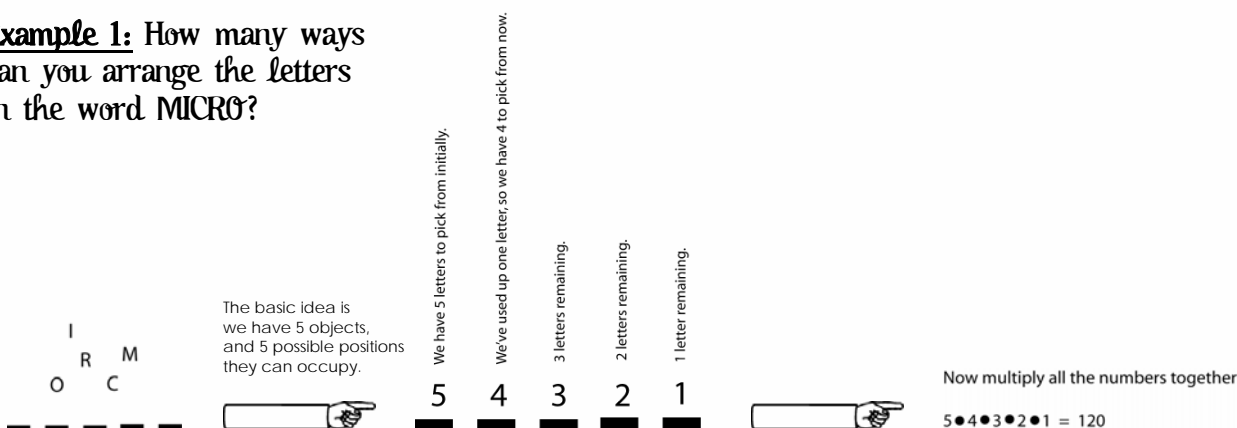 xample 1: How many ways
an you arrange the letters
n the word MICRO?
I
R M
O C
The basic idea is
we have 5 objects,
and 5 possible positions
they can occupy.
We have 5 letters to pick from initially.
We've used up one letter, so we have 4 to pick from now.
3 letters remaining.
2 letters remaining.
1 letter remaining.
5 4 3 2 1
Now multiply all the numbers together
5●4●3●2●1 = 120